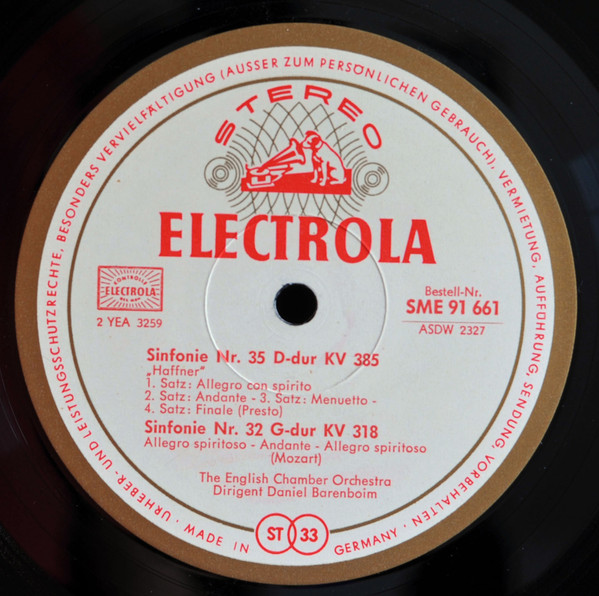 URHEBER- UND LEISTUNGSSCHUTZRECHTE, BESONDERS VERVIELFÄLTIGUNG (AUSSER ZUM PERSÖNLICHEN GEBRAUCH), VERMIETUNG, AUFFÜHRUNG, SENDUNG, VORBEHALTEN ·
STEREO
ELECTROLA
ELECTROLA
2 YEA 3259
Bestell-Nr.
SME 91 661
ASDW 2327
Sinfonie Nr. 35 D-dur KV 385
„Haffner"
1. Satz: Allegro con spirito
2. Satz: Andante - 3. Satz: Menuetto -
4. Satz: Finale (Presto)
Sinfonie Nr. 32 G-dur KV 318
Allegro spiritoso - Andante - Allegro spiritoso
(Mozart)
The English Chamber Orchestra
Dirigent Daniel Barenboim
MADE IN
ST 33
GERMANY ·